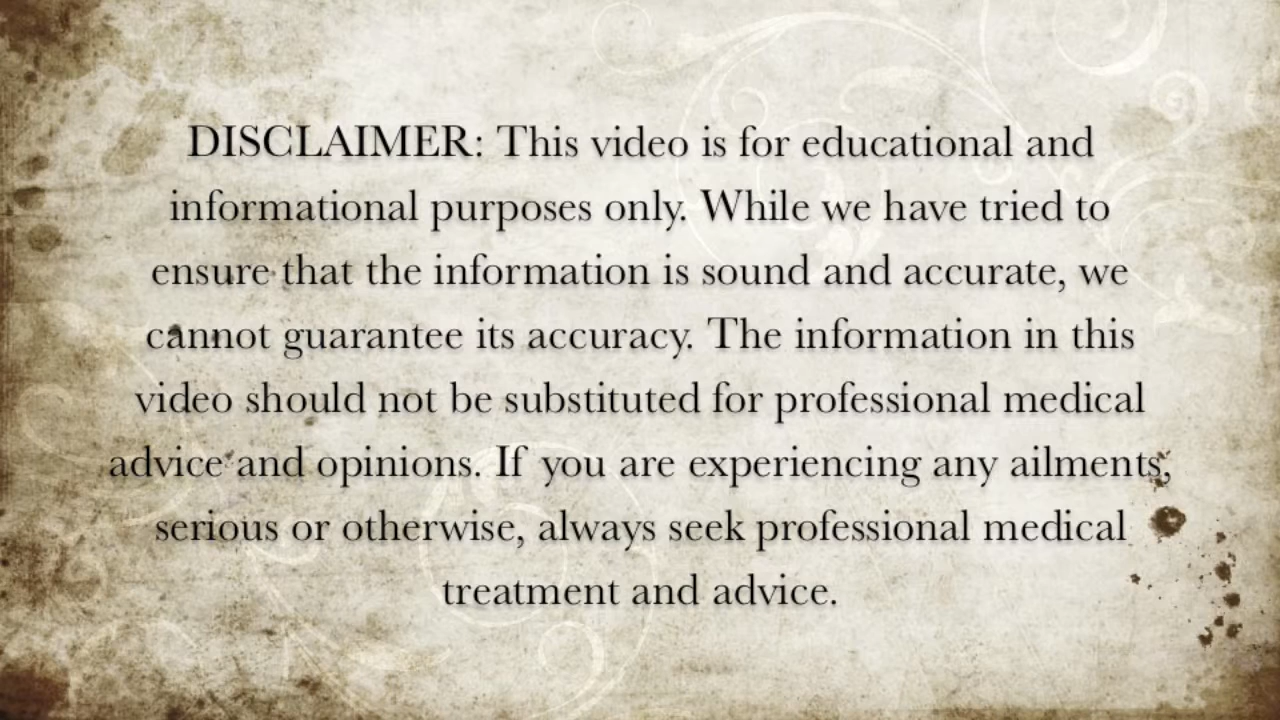 DISCLAIMER: This video is for educational and
informational purposes only. While we have tried to
ensure that the information is sound and accurate, we
cannot guarantee its accuracy. The information in this
video should not be substituted for professional medical
advice and opinions. If you are experiencing any ailments,
serious or otherwise, always seek professional medical
treatment and advice.